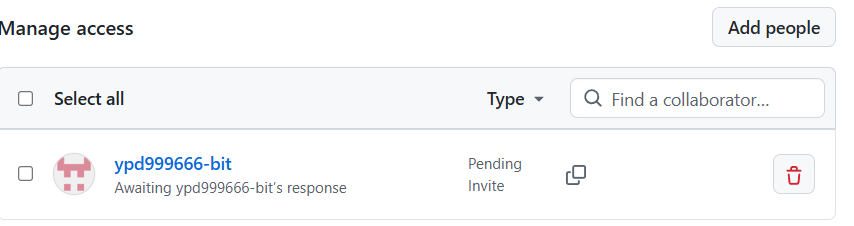 Manage access
Add people
Select all
Type
Find a collaborator...
ypd999666-bit
Awaiting ypd999666-bit's response
Pending
Invite